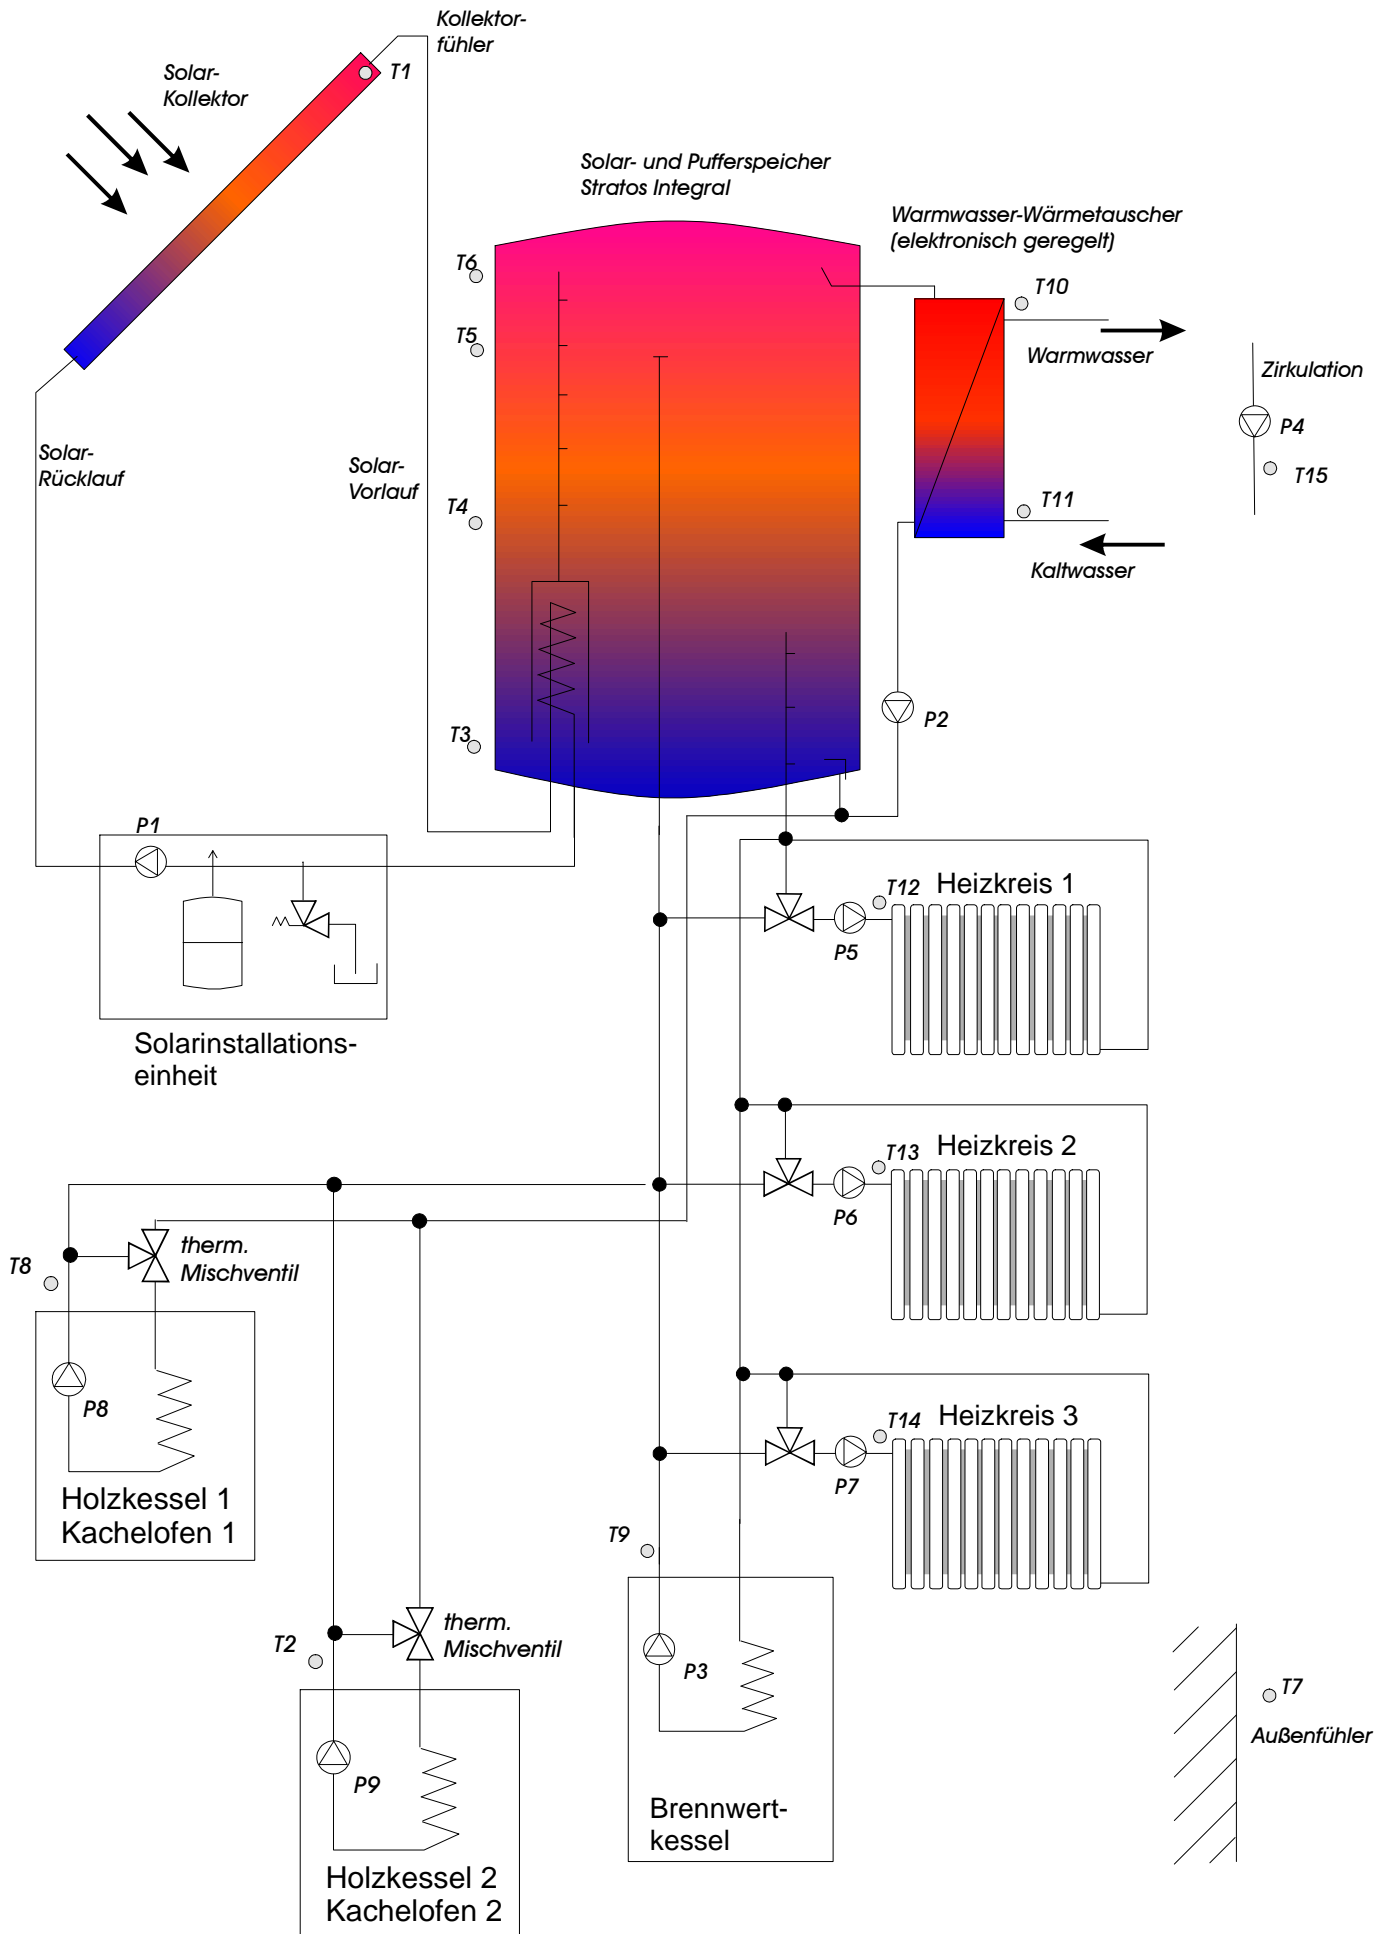 Kollektor-
fühler
T1
Solar-
Kollektor
Solar- und Pufferspeicher
Stratos Integral
Warmwasser-Wärmetauscher
(elektronisch geregelt)
T6
T10
T5
Warmwasser
Zirkulation
P4
Solar-
Rücklauf
Solar-
Vorlauf
T15
T4
T11
Kaltwasser
T3
P2
P1
T12
Heizkreis 1
P5
Solarinstallations-
einheit
T13
Heizkreis 2
P6
T8
therm.
Mischventil
P8
T14
Heizkreis 3
P7
Holzkessel 1
Kachelofen 1
T9
T2
therm.
Mischventil
P3
T7
Außenfühler
P9
Brennwert-
kessel
Holzkessel 2
Kachelofen 2